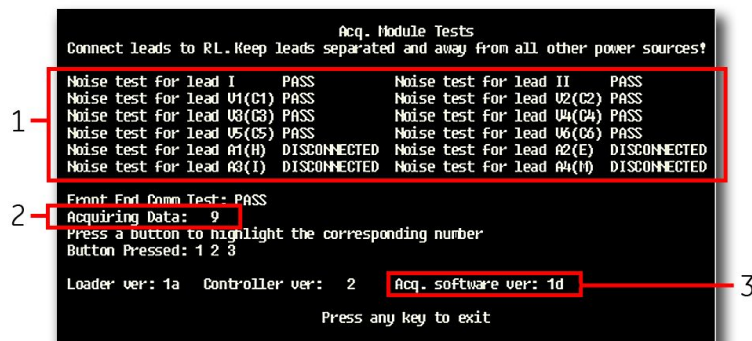 Acq. Module Tests
Connect leads to RL. Keep leads separated and away from all other power sources!
Noise test for lead I PASS Noise test for lead II PASS
Noise test for lead V1(C1) PASS Noise test for lead V2(C2) PASS
Noise test for lead V3(C3) PASS Noise test for lead V4(C4) PASS
Noise test for lead V5(C5) PASS Noise test for lead V6(C6) PASS
Noise test for lead A1(H) DISCONNECTED Noise test for lead A2(E) DISCONNECTED
Noise test for lead A3(I) DISCONNECTED Noise test for lead A4(M) DISCONNECTED
1
Front End Comm Test: PASS
2
Acquiring Data: 9
Press a button to highlight the corresponding number
Button Pressed: 1 2 3
Loader ver: 1a Controller ver: 2 Acq. software ver: 1d
3
Press any key to exit